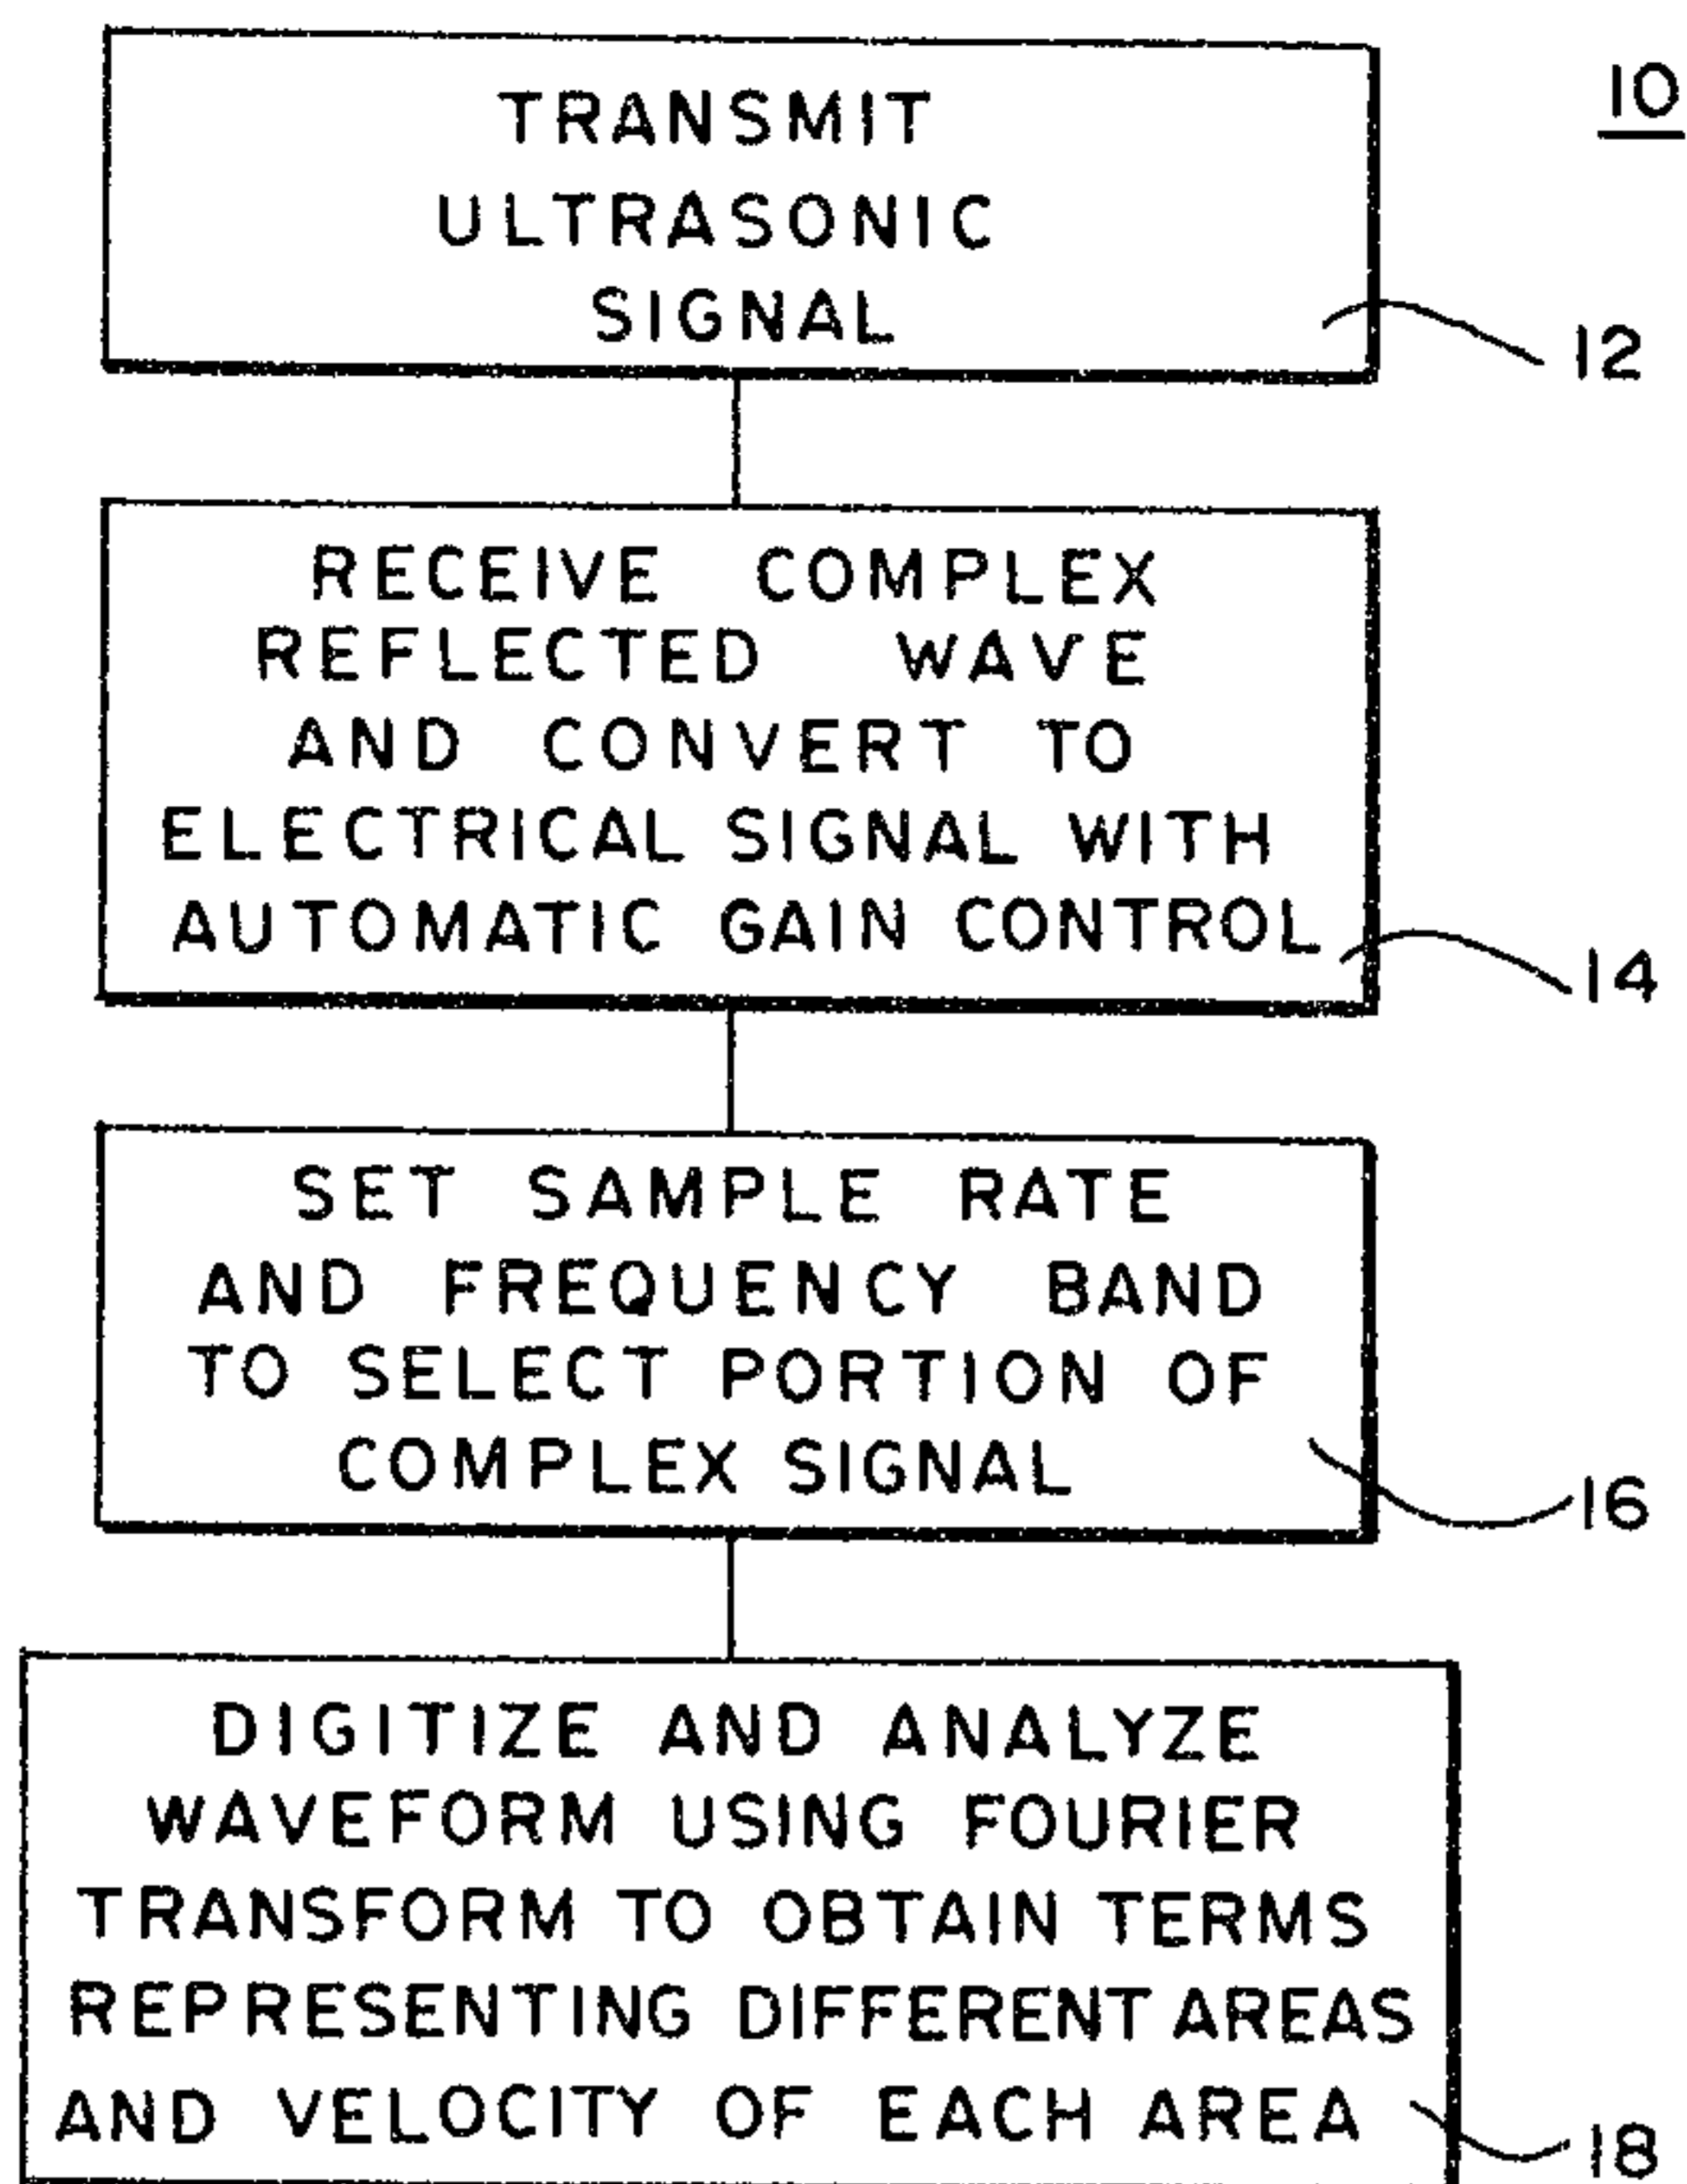 10
TRANSMIT
ULTRASONIC
SIGNAL
12
RECEIVE COMPLEX
REFLECTED WAVE
AND CONVERT TO
ELECTRICAL SIGNAL WITH
AUTOMATIC GAIN CONTROL
14
SET SAMPLE RATE
AND FREQUENCY BAND
TO SELECT PORTION OF
COMPLEX SIGNAL
16
DIGITIZE AND ANALYZE
WAVEFORM USING FOURIER
TRANSFORM TO OBTAIN TERMS
REPRESENTING DIFFERENT AREAS
AND VELOCITY OF EACH AREA
18